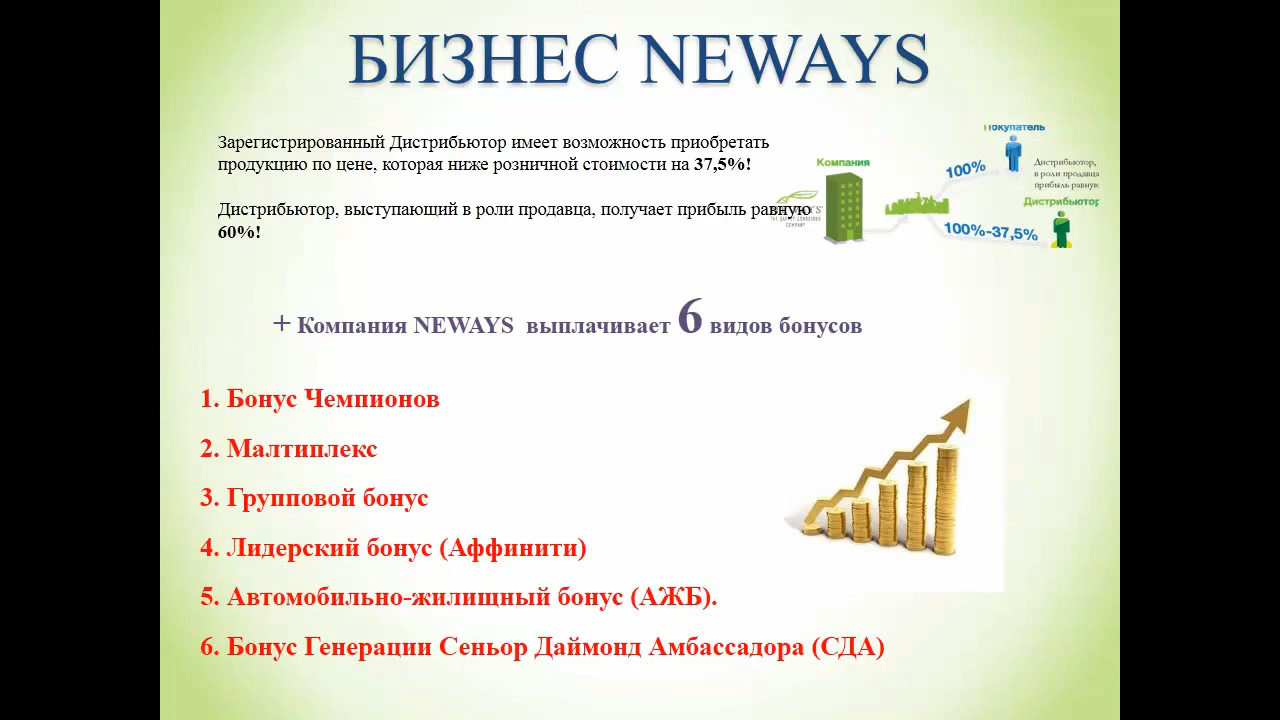 БИЗНЕС NEWAYS
Зарегистрированный Дистрибьютор имеет возможность приобретать
продукцию по цене, которая ниже розничной стоимости на 37,5%!
Дистрибьютор, выступающий в роли продавца, получает прибыль равную
60%!
Компания
100%
100%-37,5%
Покупатель
Дистрибьютор,
в роли продавца
прибыль равную
Дистрибьютор
COMPANY
+ Компания NEWAYS выплачивает 6 видов бонусов
1. Бонус Чемпионов
2. Малтиплекс
3. Групповой бонус
4. Лидерский бонус (Аффинити)
5. Автомобильно-жилищный бонус (АЖБ).
6. Бонус Генерации Сеньор Даймонд Амбассадора (СДА)